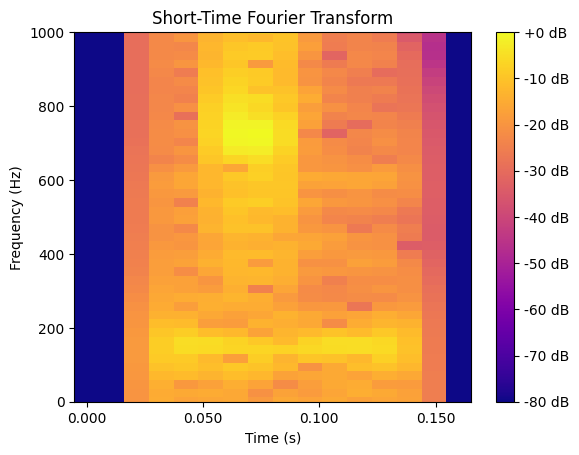 Short-Time Fourier Transform
1000
800
600
400
200
0
Frequency (Hz)
0.000
0.050
0.100
0.150
Time (s)
+0 dB
-10 dB
-20 dB
-30 dB
-40 dB
-50 dB
-60 dB
-70 dB
-80 dB